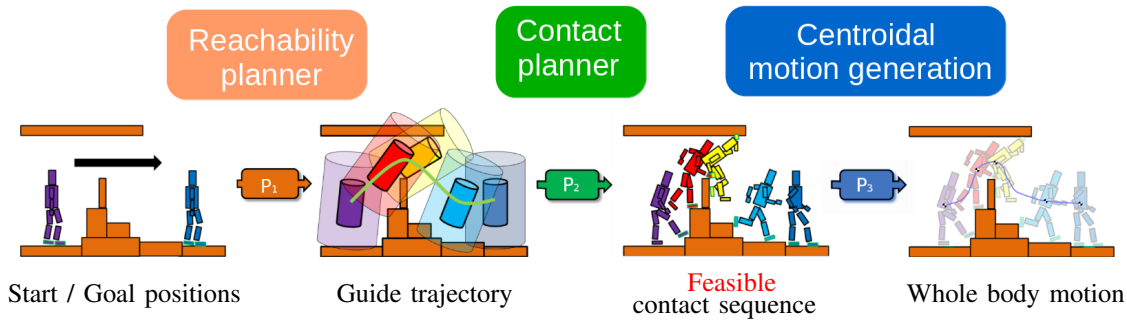 Reachability
planner
Contact
planner
Centroidal
motion generation
P₁
P₂
P₃
Start / Goal positions
Guide trajectory
Feasible
contact sequence
Whole body motion